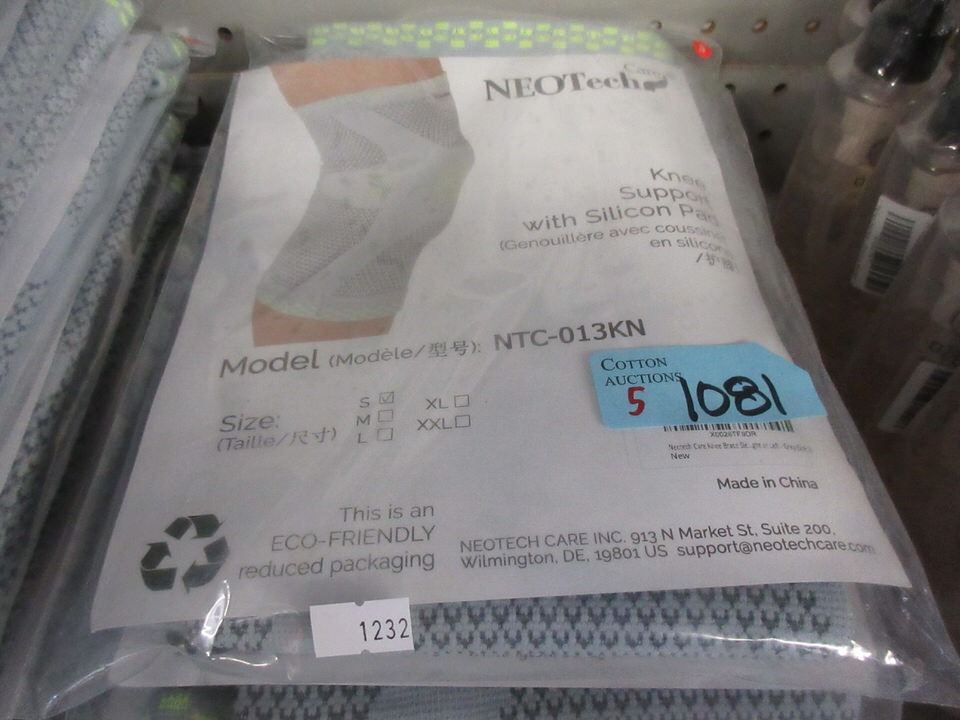 Care
NEOTech
Knee
Support
with Silicon Pad
(Genouillère avec
en
Model (Modèle/型号): NTC-013KN
Size:
(Taille/尺寸)
S ☑ XL ☐
M ☐ XXL ☐
L ☐
COTTON
AUCTIONS
5 1081
New
Made in China
This is an
ECO-FRIENDLY
reduced packaging
NEOTECH CARE INC. 913 N Market St, Suite 200,
Wilmington, DE, 19801 US support@neotechcare.com
1232